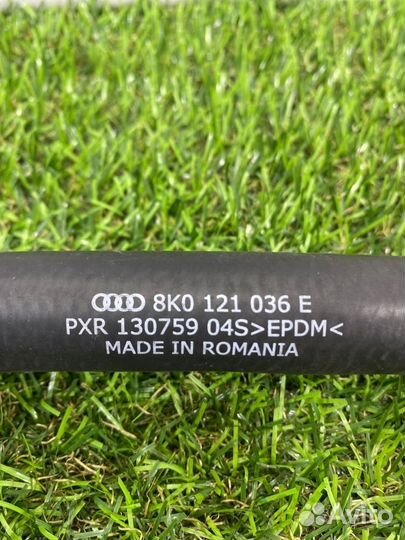 8K0 121 036 E
PXR 130759 04S>EPDM<
MADE IN ROMANIA
Avito